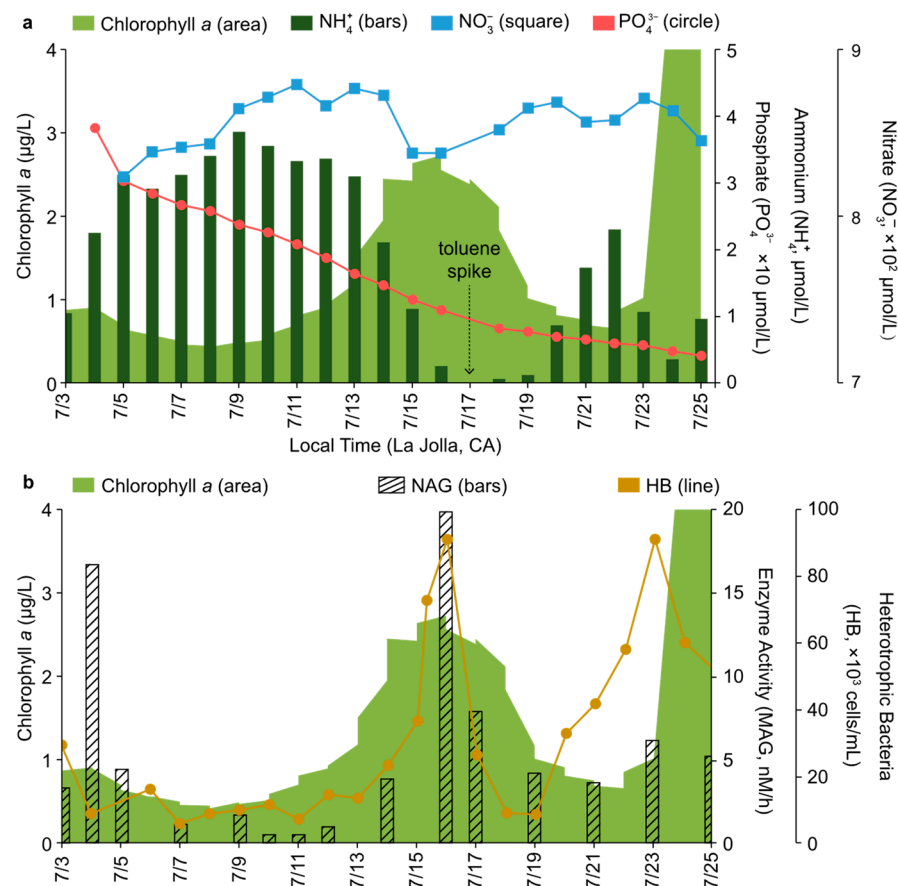 a
Chlorophyll a (area)
NH₄⁺ (bars)
NO₃⁻ (square)
PO₄³⁻ (circle)
4
3
2
1
0
Chlorophyll a (µg/L)
toluene
spike
5
4
3
2
1
0
Phosphate (PO₄³⁻ ×10 µmol/L)
Ammonium (NH₄⁺, µmol/L)
9
8
7
Nitrate (NO₃⁻, ×10² µmol/L)
7/3
7/5
7/7
7/9
7/11
7/13
7/15
7/17
7/19
7/21
7/23
7/25
Local Time (La Jolla, CA)
b
Chlorophyll a (area)
NAG (bars)
HB (line)
4
3
2
1
0
Chlorophyll a (µg/L)
20
15
10
5
0
Enzyme Activity (MAG, nM/h)
100
80
60
40
20
0
Heterotrophic Bacteria
(HB, ×10³ cells/mL)
7/3
7/5
7/7
7/9
7/11
7/13
7/15
7/17
7/19
7/21
7/23
7/25